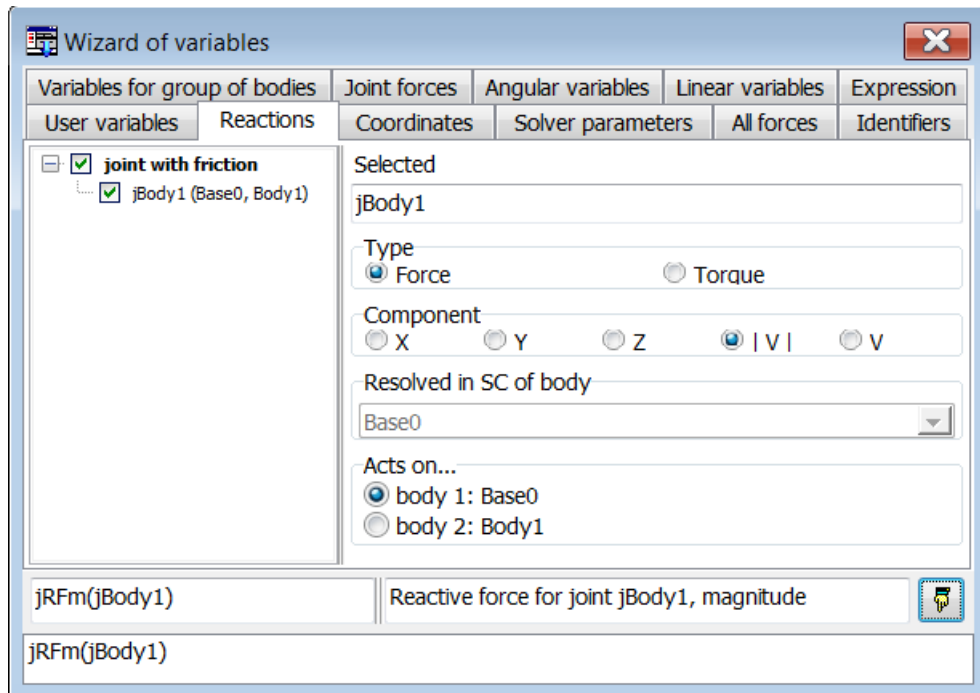 Wizard of variables
Variables for group of bodies Joint forces Angular variables Linear variables Expression
User variables Reactions Coordinates Solver parameters All forces Identifiers
joint with friction
jBody1 (Base0, Body1)
Selected
jBody1
Type
Force Torque
Component
X Y Z | V | V
Resolved in SC of body
Base0
Acts on...
body 1: Base0
body 2: Body1
jRFm(jBody1) Reactive force for joint jBody1, magnitude
jRFm(jBody1)